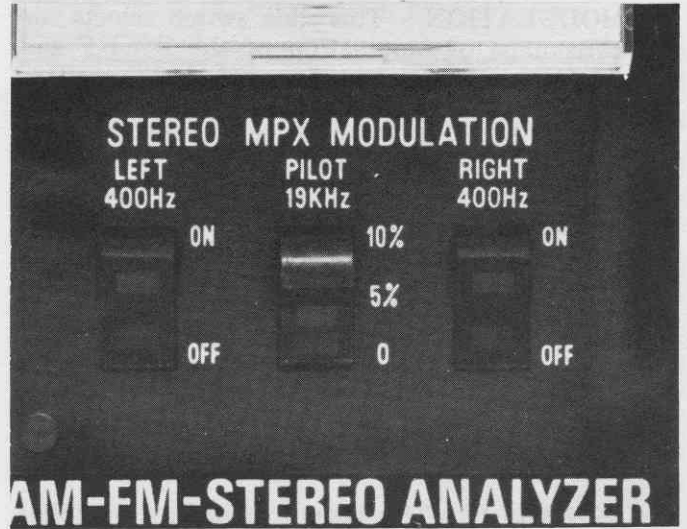 STEREO MPX MODULATION
LEFT PILOT RIGHT
400Hz 19KHz 400Hz
ON 10% ON
5%
OFF 0 OFF
AM-FM-STEREO ANALYZER